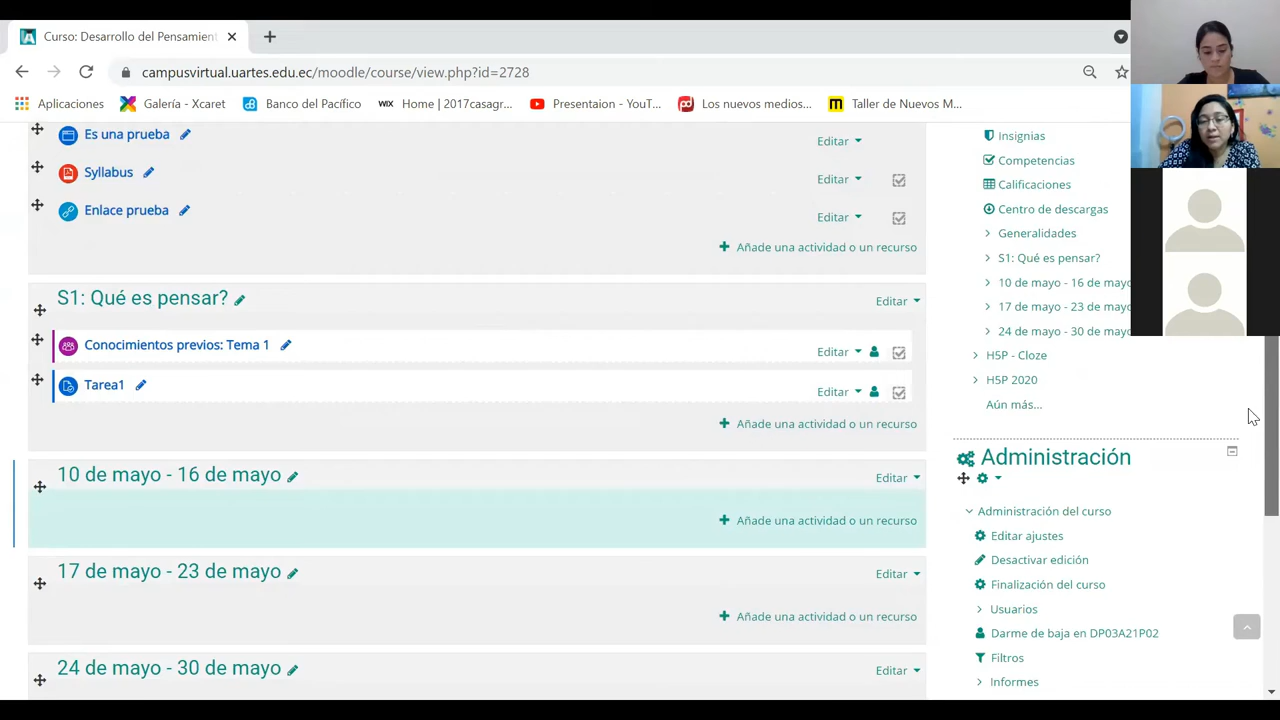 Curso: Desarrollo del Pensamien
campusvirtual.uartes.edu.ec/moodle/course/view.php?id=2728
Aplicaciones Galería - Xcaret Banco del Pacífico WIX Home | 2017casagr... Presentaion - YouT... Los nuevos medios... Taller de Nuevos M...
Es una prueba Editar
Syllabus Editar
Enlace prueba Editar
Añade una actividad o un recurso
S1: Qué es pensar? Editar
Conocimientos previos: Tema 1 Editar
Tarea1 Editar
Añade una actividad o un recurso
10 de mayo - 16 de mayo Editar
Añade una actividad o un recurso
17 de mayo - 23 de mayo Editar
Añade una actividad o un recurso
24 de mayo - 30 de mayo Editar
Insignias
Competencias
Calificaciones
Centro de descargas
Generalidades
S1: Qué es pensar?
10 de mayo - 16 de mayo
17 de mayo - 23 de mayo
24 de mayo - 30 de mayo
H5P - Cloze
H5P 2020
Aún más...
Administración
Administración del curso
Editar ajustes
Desactivar edición
Finalización del curso
Usuarios
Darme de baja en DP03A21P02
Filtros
Informes